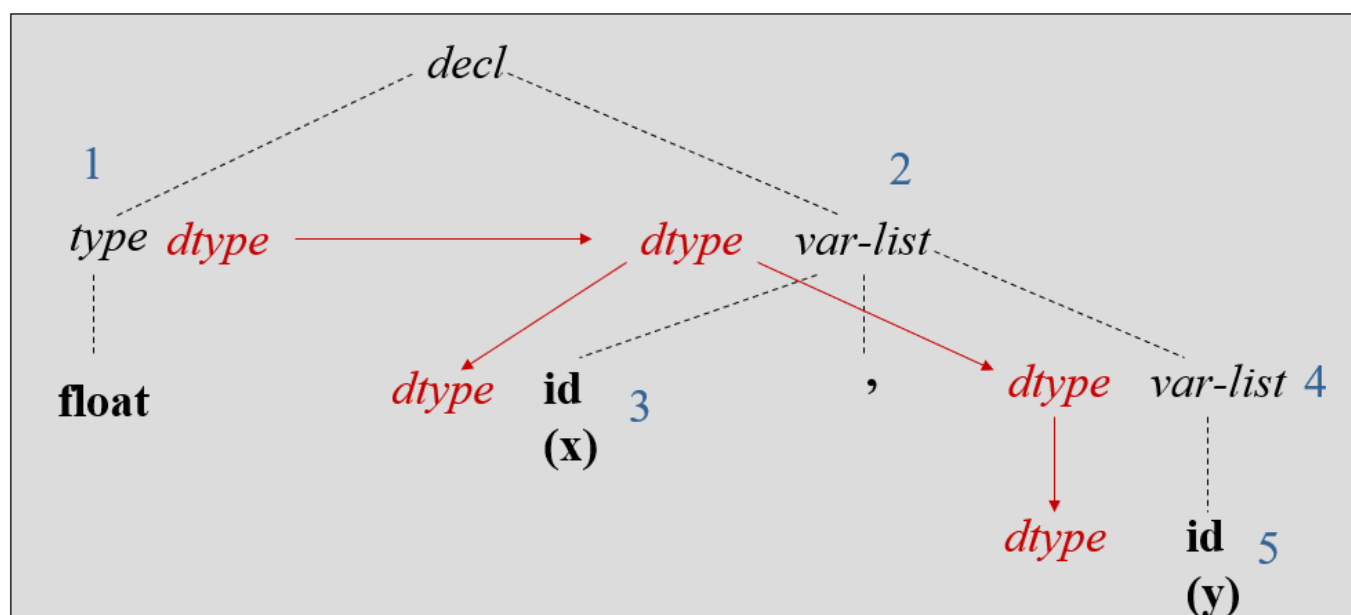 decl
1 2
type dtype dtype var-list
float dtype id (x) 3 , dtype var-list 4
dtype id (y) 5